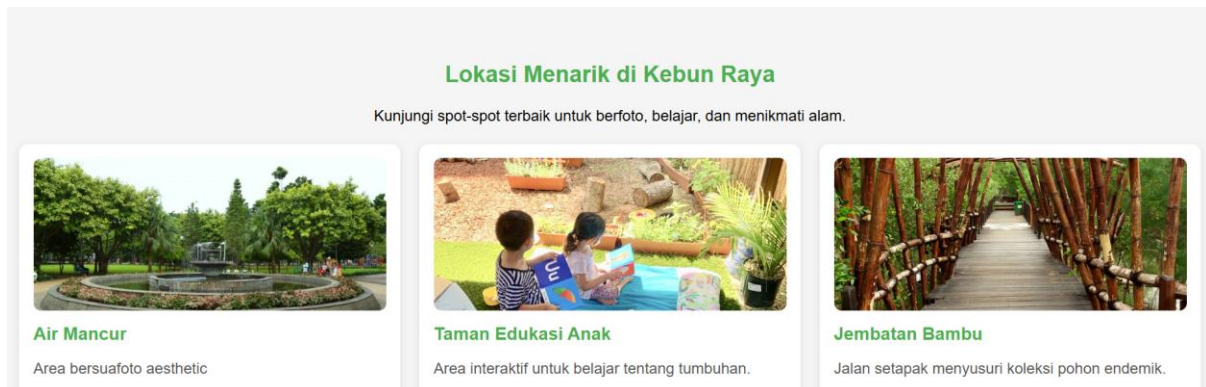 Lokasi Menarik di Kebun Raya
Kunjungi spot-spot terbaik untuk berfoto, belajar, dan menikmati alam.
Uu
Air Mancur
Area bersuafoto aesthetic
Taman Edukasi Anak
Area interaktif untuk belajar tentang tumbuhan.
Jembatan Bambu
Jalan setapak menyusuri koleksi pohon endemik.